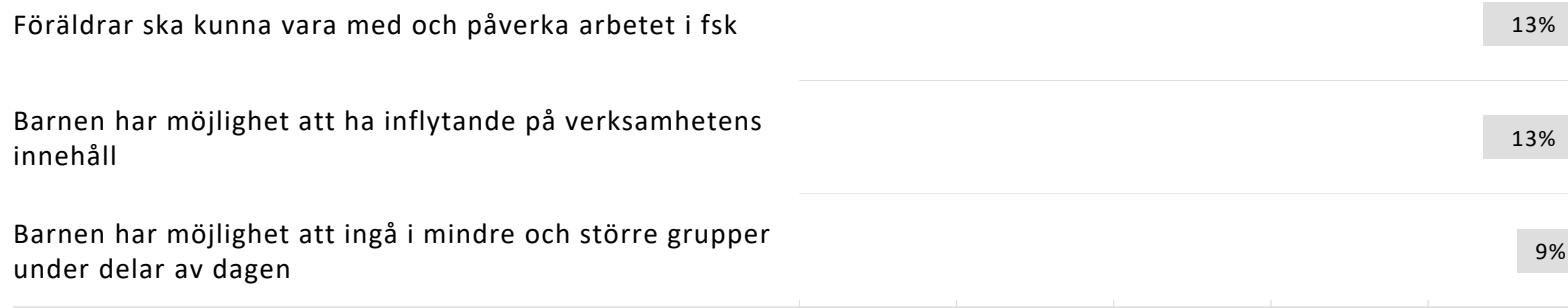 Föräldrar ska kunna vara med och påverka arbetet i fsk 13%
Barnen har möjlighet att ha inflytande på verksamhetens
innehåll 13%
Barnen har möjlighet att ingå i mindre och större grupper
under delar av dagen 9%